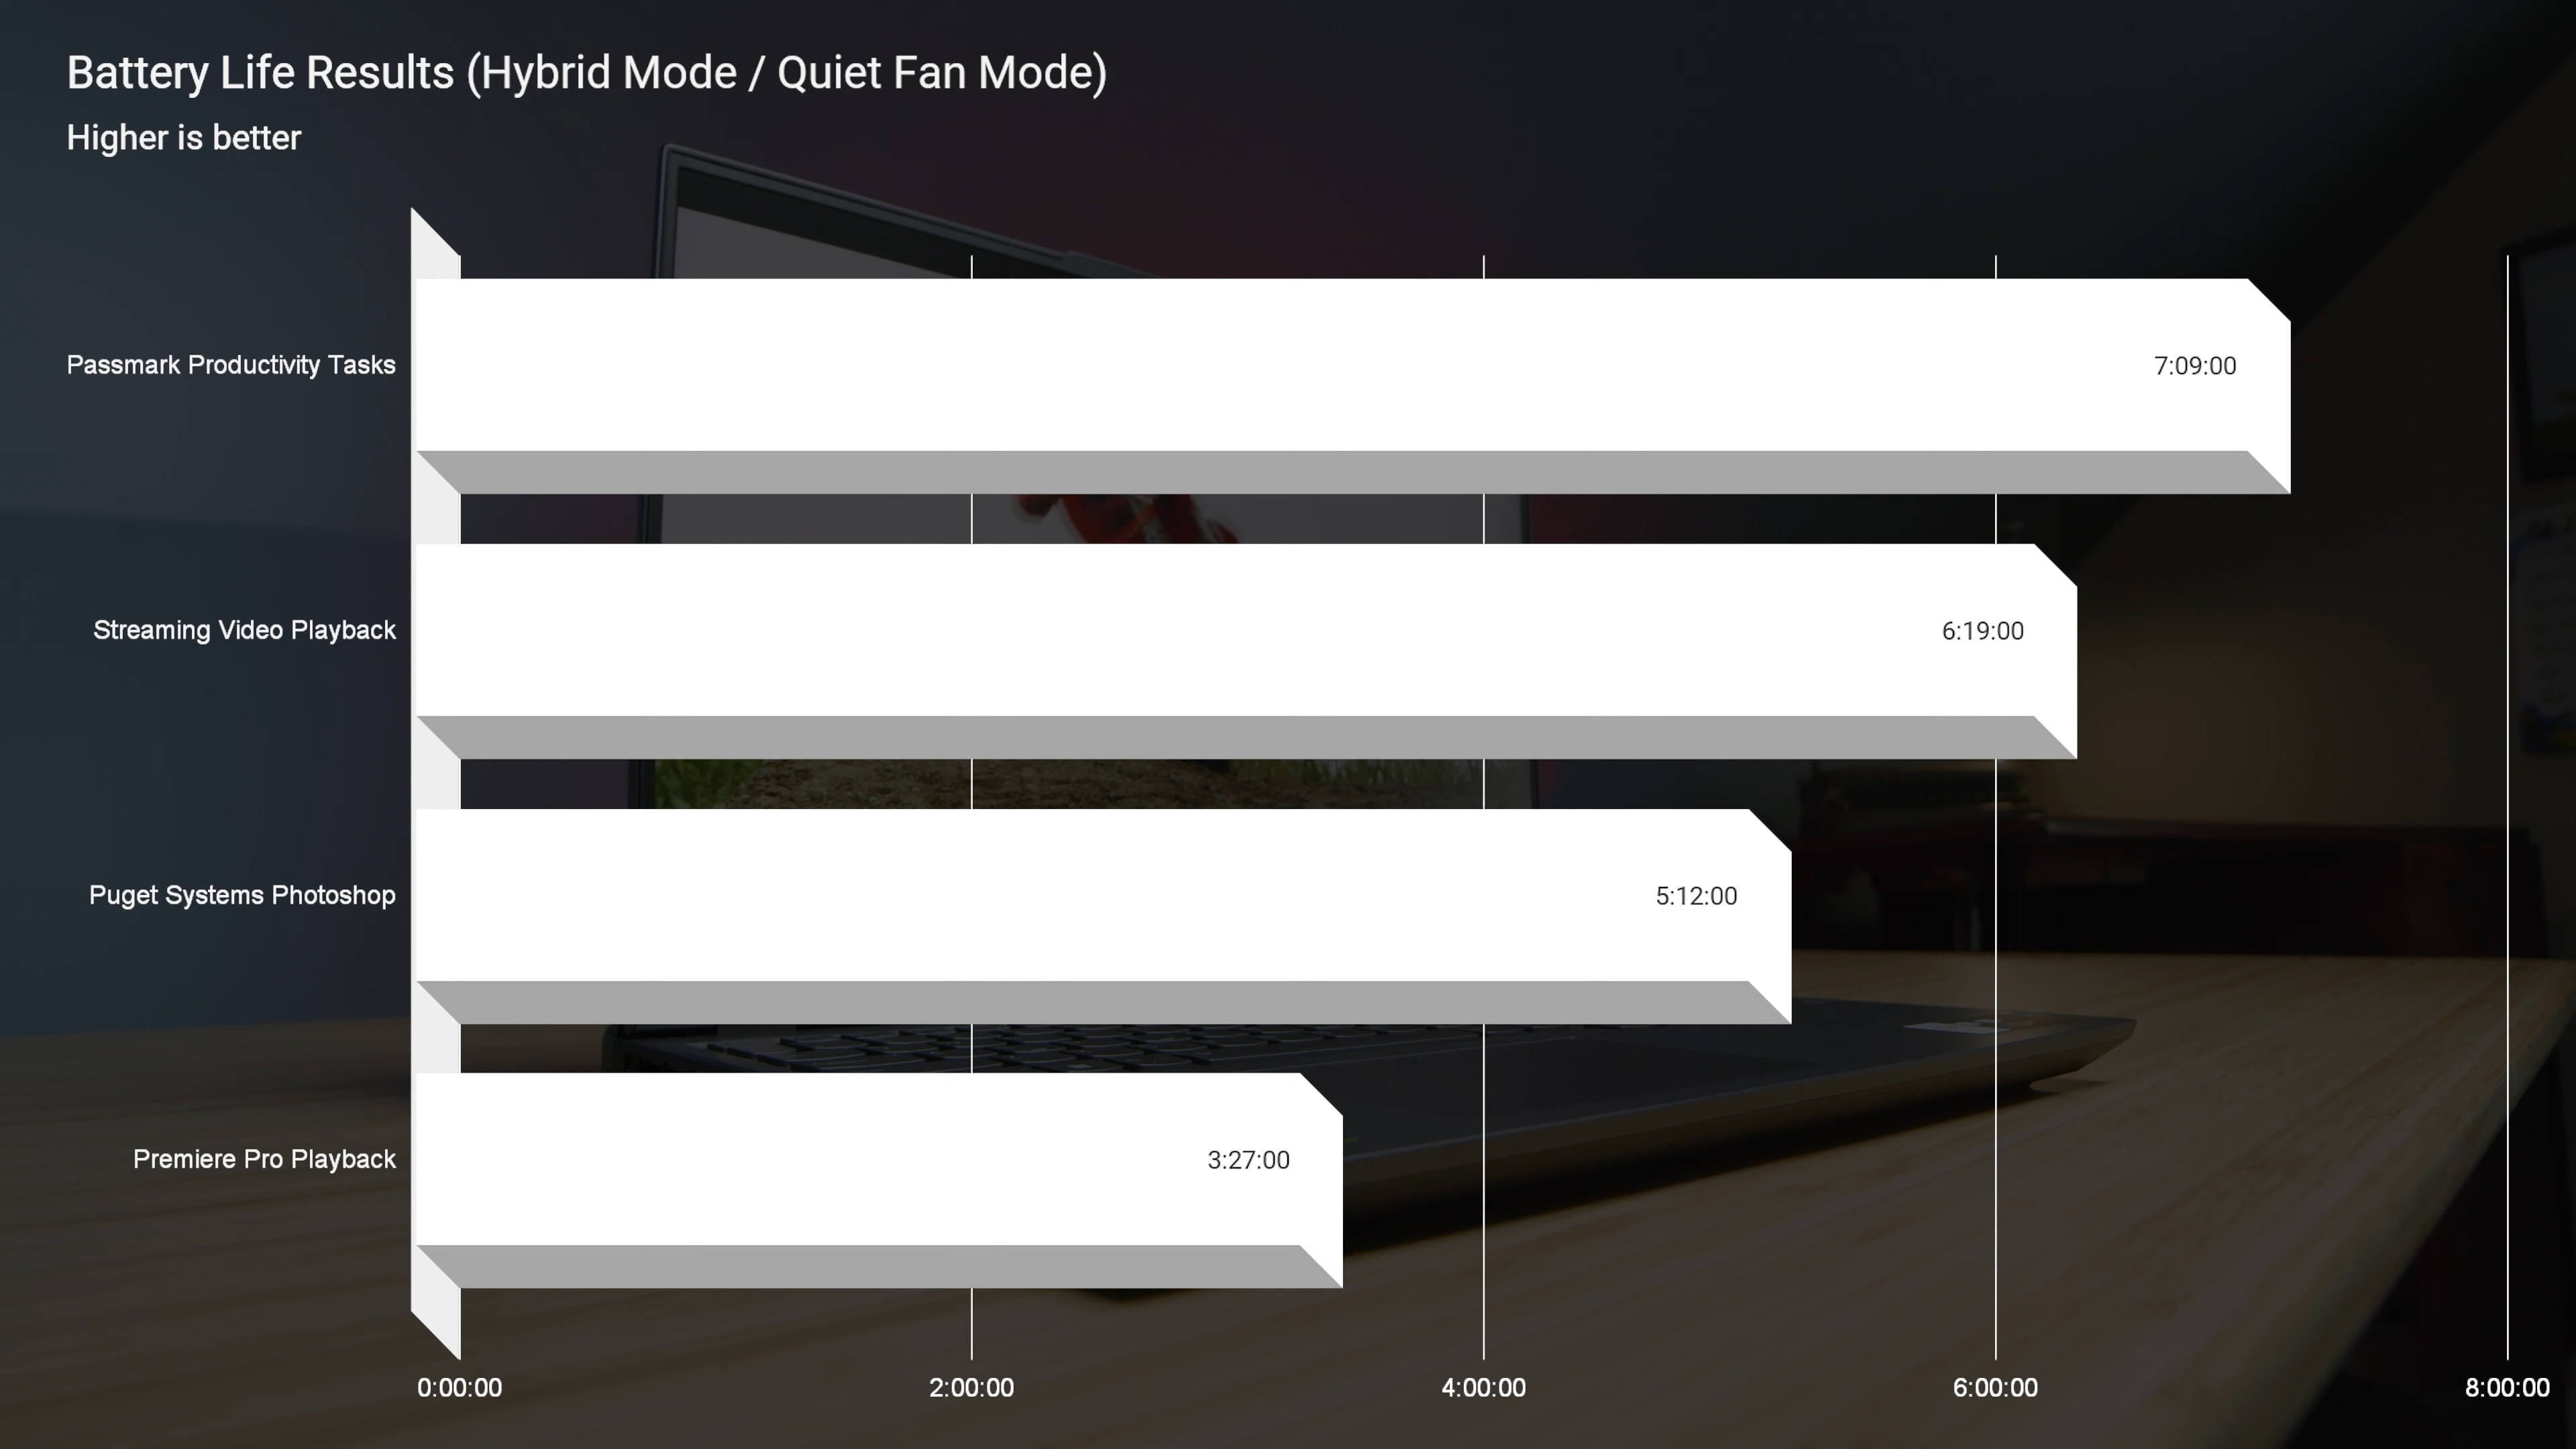 Battery Life Results (Hybrid Mode / Quiet Fan Mode)
Higher is better
Passmark Productivity Tasks
7:09:00
Streaming Video Playback
6:19:00
Puget Systems Photoshop
5:12:00
Premiere Pro Playback
3:27:00
0:00:00 2:00:00 4:00:00 6:00:00 8:00:00